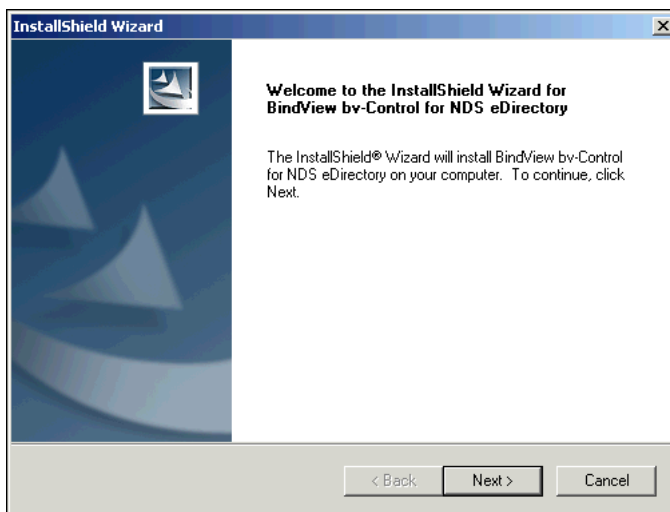 InstallShield Wizard
Welcome to the InstallShield Wizard for
BindView bv-Control for NDS eDirectory
The InstallShield® Wizard will install BindView bv-Control
for NDS eDirectory on your computer. To continue, click
Next.
< Back
Next >
Cancel